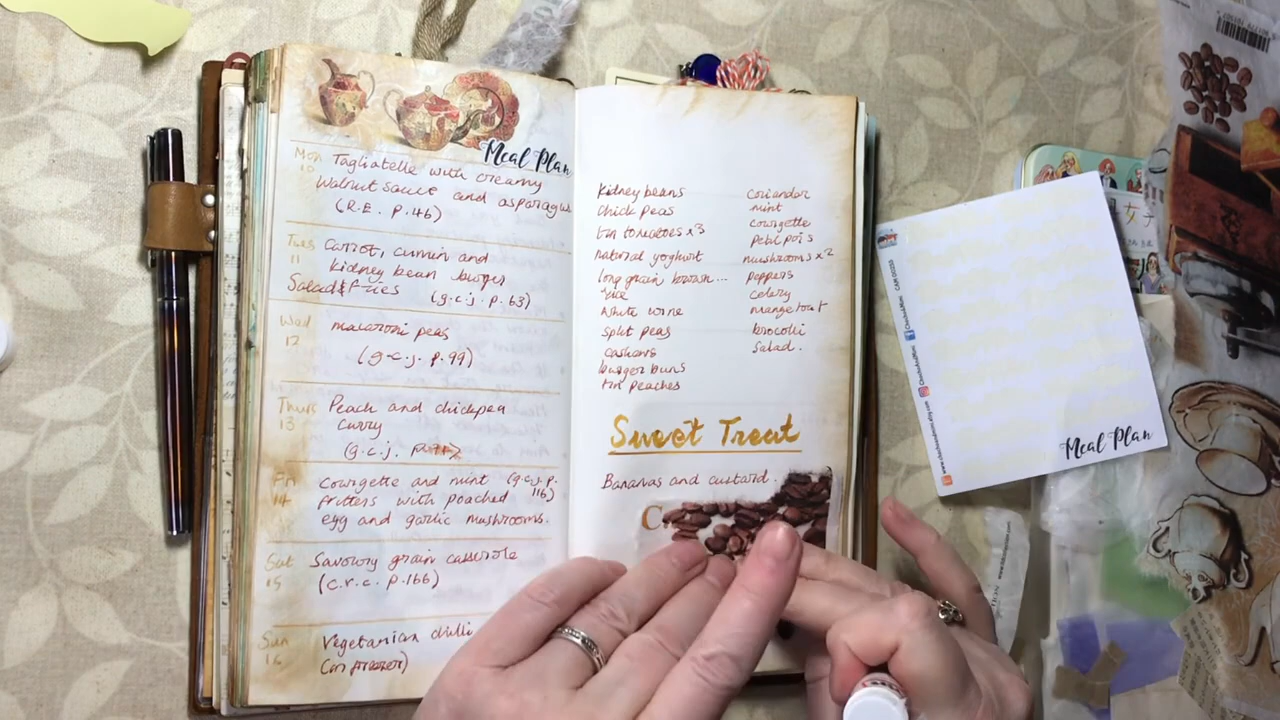 Meal Plan
Mon
10
Tagliatelle with creamy
Walnut sauce and asparagus
(R.E. P.46)
Tues
11
Carrot, cumin and
kidney bean burger
Salad & fries (g.c.j. p.63)
Wed
12
macaroni peas
(g.c.j. p.99)
Thurs
13
Peach and chickpea
curry
(g.c.j.
Fri
14
courgette and mint (g.c.j. p.
116)
fritters with poached
egg and garlic mushrooms.
Sat
15
Savoury grain casserole
(c.r.c. p.166)
Sun
16
Vegetarian chilli
(in freezer)
kidney beans
chick peas
tin tomatoes x3
natural yoghurt
long grain brown...
rice
white wine
split peas
cashews
burger buns
tin peaches
coriander
mint
courgette
petit pois
mushrooms x2
peppers
celery
mangetout
brocolli
salad.
Sweet Treat
Bananas and custard.
C
Meal Plan